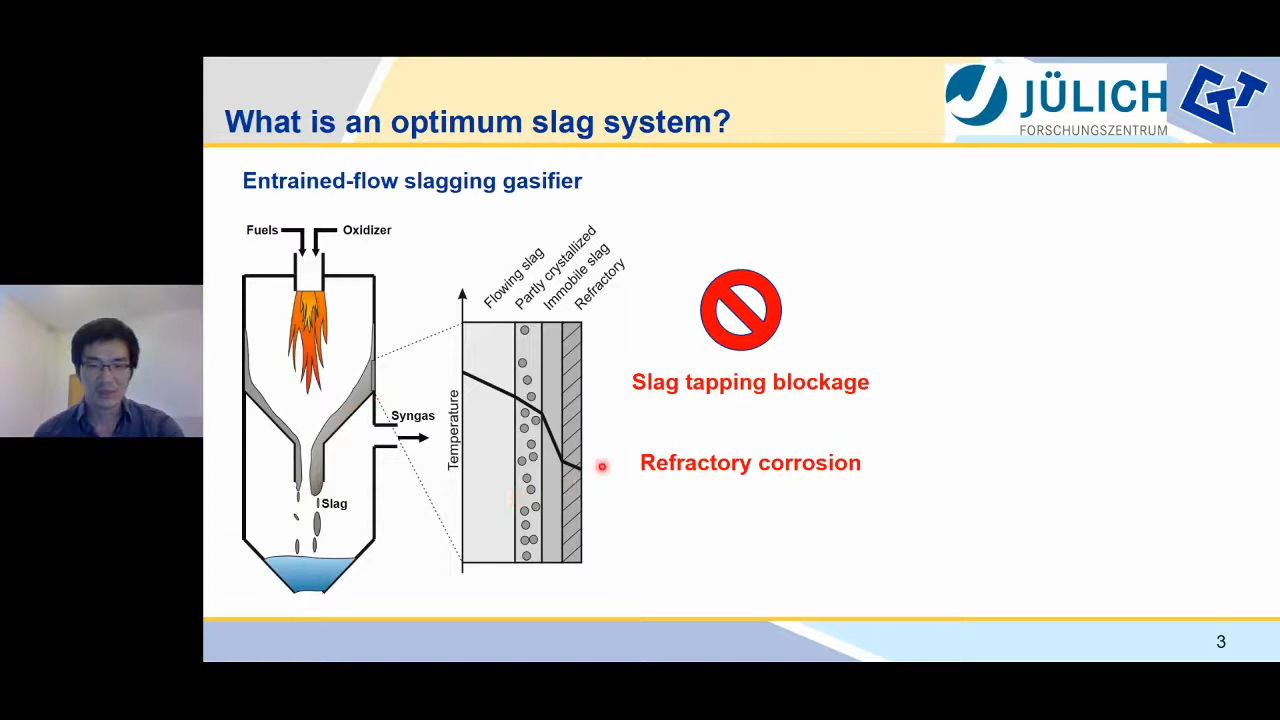 What is an optimum slag system?
JÜLICH
FORSCHUNGSZENTRUM
GTT
Entrained-flow slagging gasifier
Fuels
Oxidizer
Syngas
Slag
Temperature
Flowing slag
Partly crystallized
Immobile slag
Refractory
Slag tapping blockage
Refractory corrosion
3